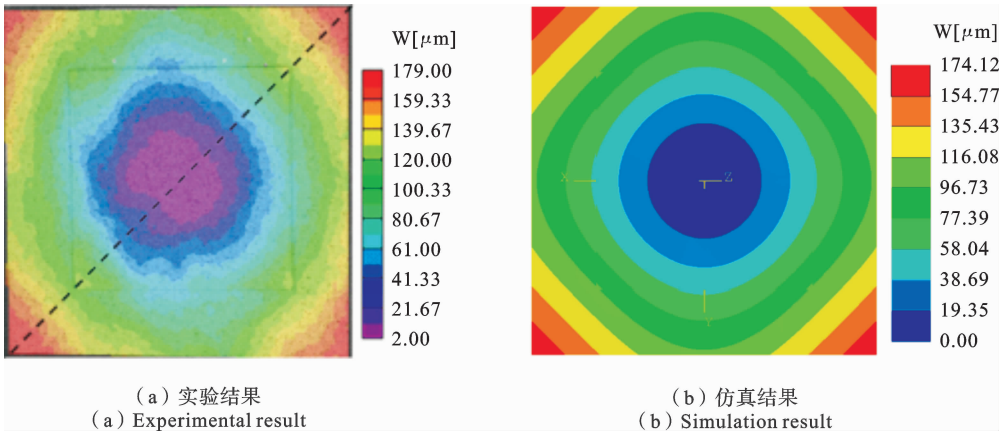 W[μm]
179.00
159.33
139.67
120.00
100.33
80.67
61.00
41.33
21.67
2.00
(a)实验结果
(a)Experimental result
W[μm]
174.12
154.77
135.43
116.08
96.73
77.39
58.04
38.69
19.35
0.00
X
Z
Y
(b)仿真结果
(b)Simulation result